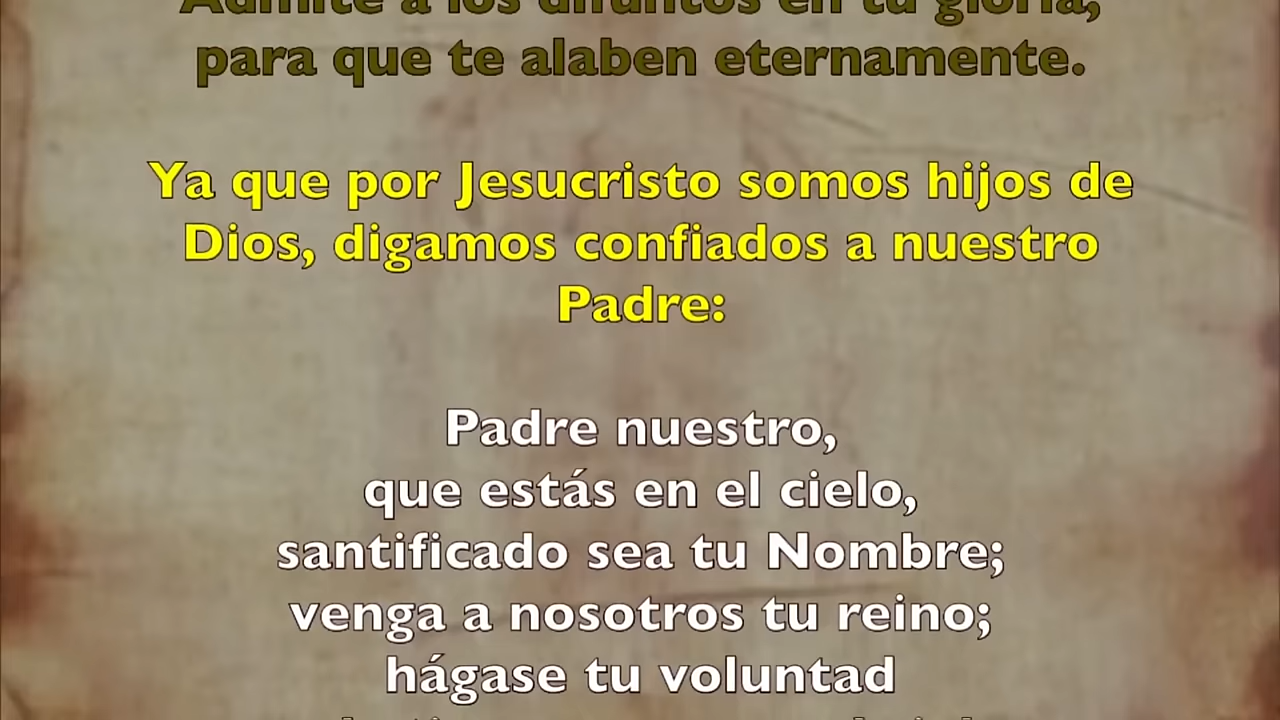 Admite a los difuntos en tu gloria,
para que te alaben eternamente.
Ya que por Jesucristo somos hijos de
Dios, digamos confiados a nuestro
Padre:
Padre nuestro,
que estás en el cielo,
santificado sea tu Nombre;
venga a nosotros tu reino;
hágase tu voluntad